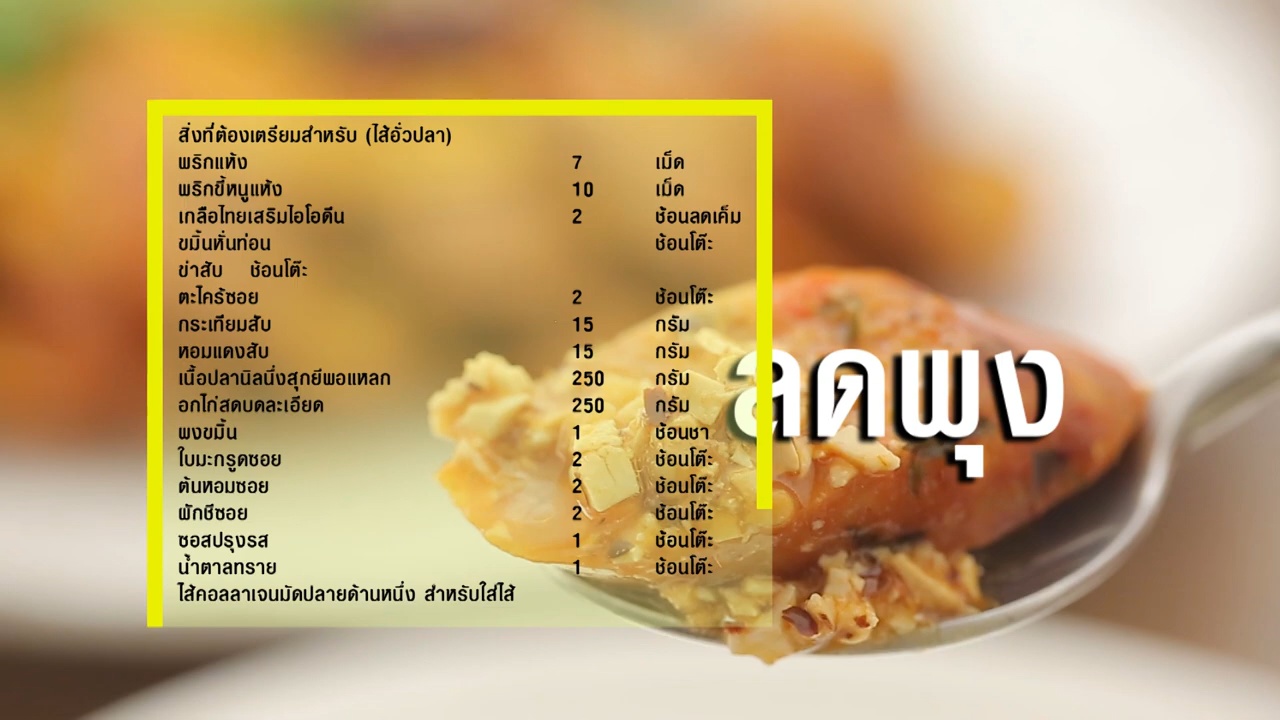 สิ่งที่ต้องเตรียมสำหรับ (ไส้อั่วปลา)
พริกแห้ง 7 เม็ด
พริกขี้หนูแห้ง 10 เม็ด
เกลือไทยเสริมไอโอดีน 2 ช้อนลดเค็ม
ขมิ้นหั่นท่อน ช้อนโต๊ะ
ข่าสับ ช้อนโต๊ะ
ตะไคร้ซอย 2 ช้อนโต๊ะ
กระเทียมสับ 15 กรัม
หอมแดงสับ 15 กรัม
เนื้อปลานิลนึ่งสุกยีพอแหลก 250 กรัม
อกไก่สดบดละเอียด 250 กรัม
ผงขมิ้น 1 ช้อนชา
ใบมะกรูดซอย 2 ช้อนโต๊ะ
ต้นหอมซอย 2 ช้อนโต๊ะ
ผักชีซอย 2 ช้อนโต๊ะ
ซอสปรุงรส 1 ช้อนโต๊ะ
น้ำตาลทราย 1 ช้อนโต๊ะ
ไส้คอลลาเจนมัดปลายด้านหนึ่ง สำหรับใส่ไส้
ลดพุง